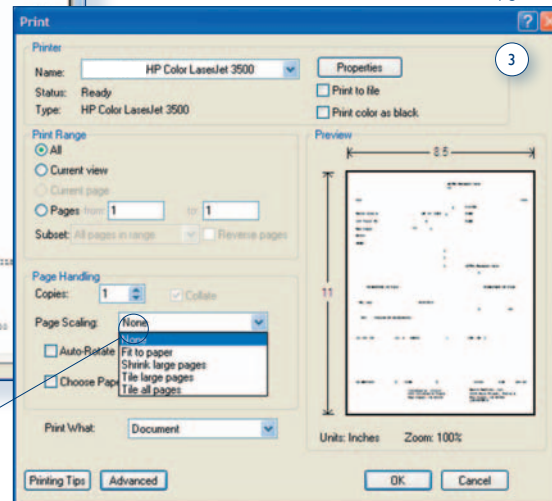 Print
Printer
Name: HP Color LaserJet 3500
Properties
3
Status: Ready
Print to file
Type: HP Color LaserJet 3500
Print color as black
Print Range
Preview
All
8.5
Current view
Current page
Pages from 1 to 1
Subset: All pages in range
Reverse pages
Page Handling
11
Copies: 1
Collate
Page Scaling: None
None
Auto-Rotate
Fit to paper
Shrink large pages
Tile large pages
Tile all pages
Print What: Document
Units: Inches Zoom: 100%
Printing Tips
Advanced
OK
Cancel